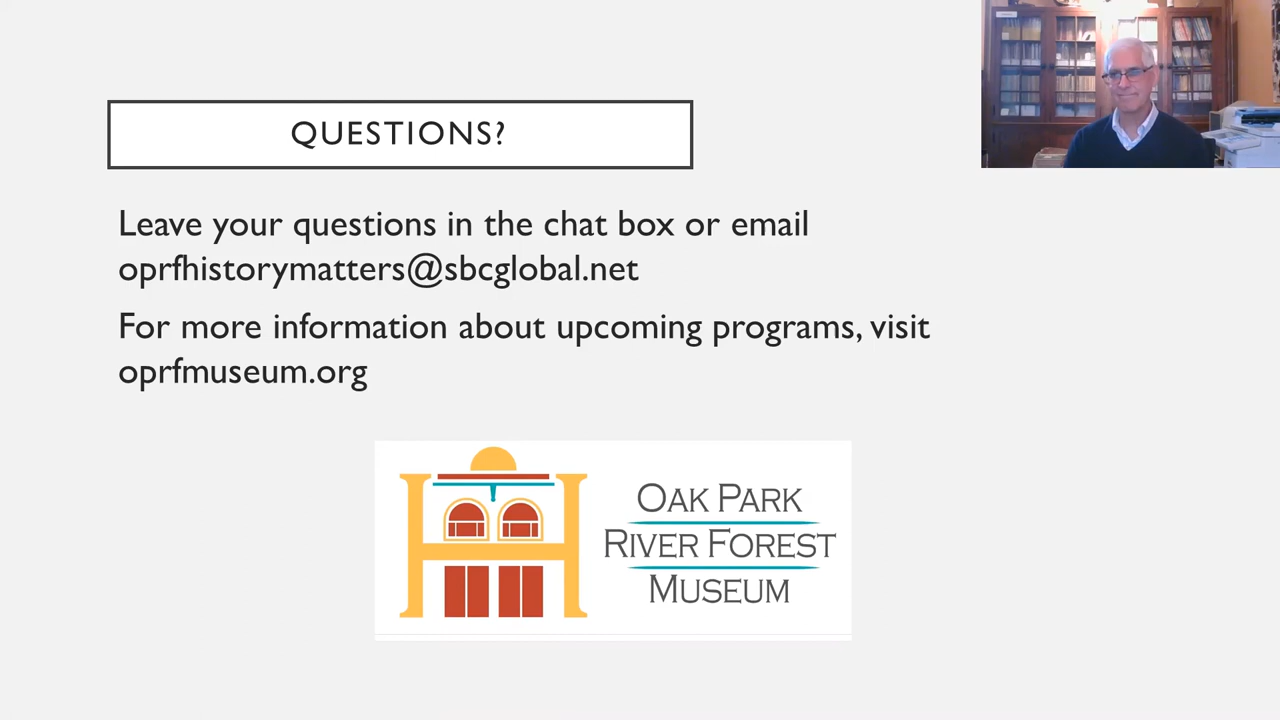 QUESTIONS?
Leave your questions in the chat box or email
oprfhistorymatters@sbcglobal.net
For more information about upcoming programs, visit
oprfmuseum.org
OAK PARK
RIVER FOREST
MUSEUM